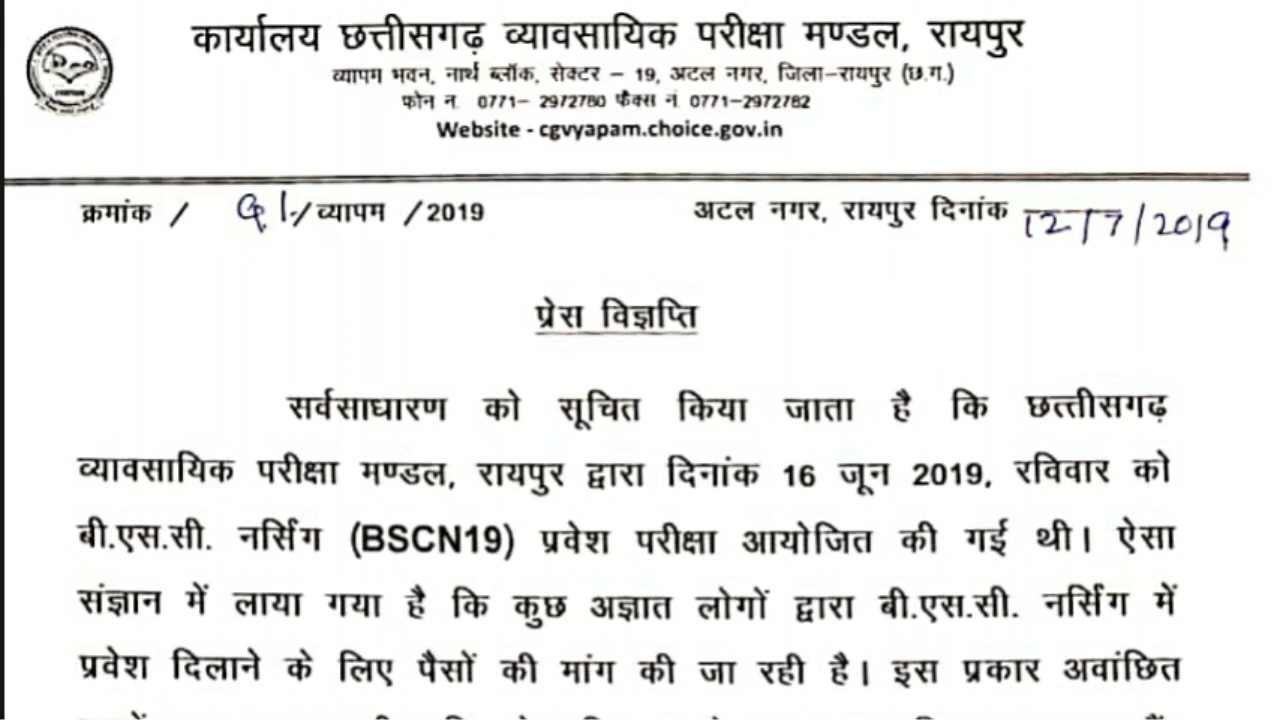 कार्यालय छत्तीसगढ़ व्यावसायिक परीक्षा मण्डल, रायपुर
व्यापम भवन, नार्थ ब्लॉक, सेक्टर – 19, अटल नगर, जिला–रायपुर (छ.ग.)
फोन न. 0771– 2972780 फैक्स नं. 0771–2972782
Website - cgvyapam.choice.gov.in
क्रमांक / /व्यापम /2019 अटल नगर, रायपुर दिनांक 12/7/2019
प्रेस विज्ञप्ति
सर्वसाधारण को सूचित किया जाता है कि छत्तीसगढ़
व्यावसायिक परीक्षा मण्डल, रायपुर द्वारा दिनांक 16 जून 2019, रविवार को
बी.एस.सी. नर्सिंग (BSCN19) प्रवेश परीक्षा आयोजित की गई थी। ऐसा
संज्ञान में लाया गया है कि कुछ अज्ञात लोगों द्वारा बी.एस.सी. नर्सिंग में
प्रवेश दिलाने के लिए पैसों की मांग की जा रही है। इस प्रकार अवांछित